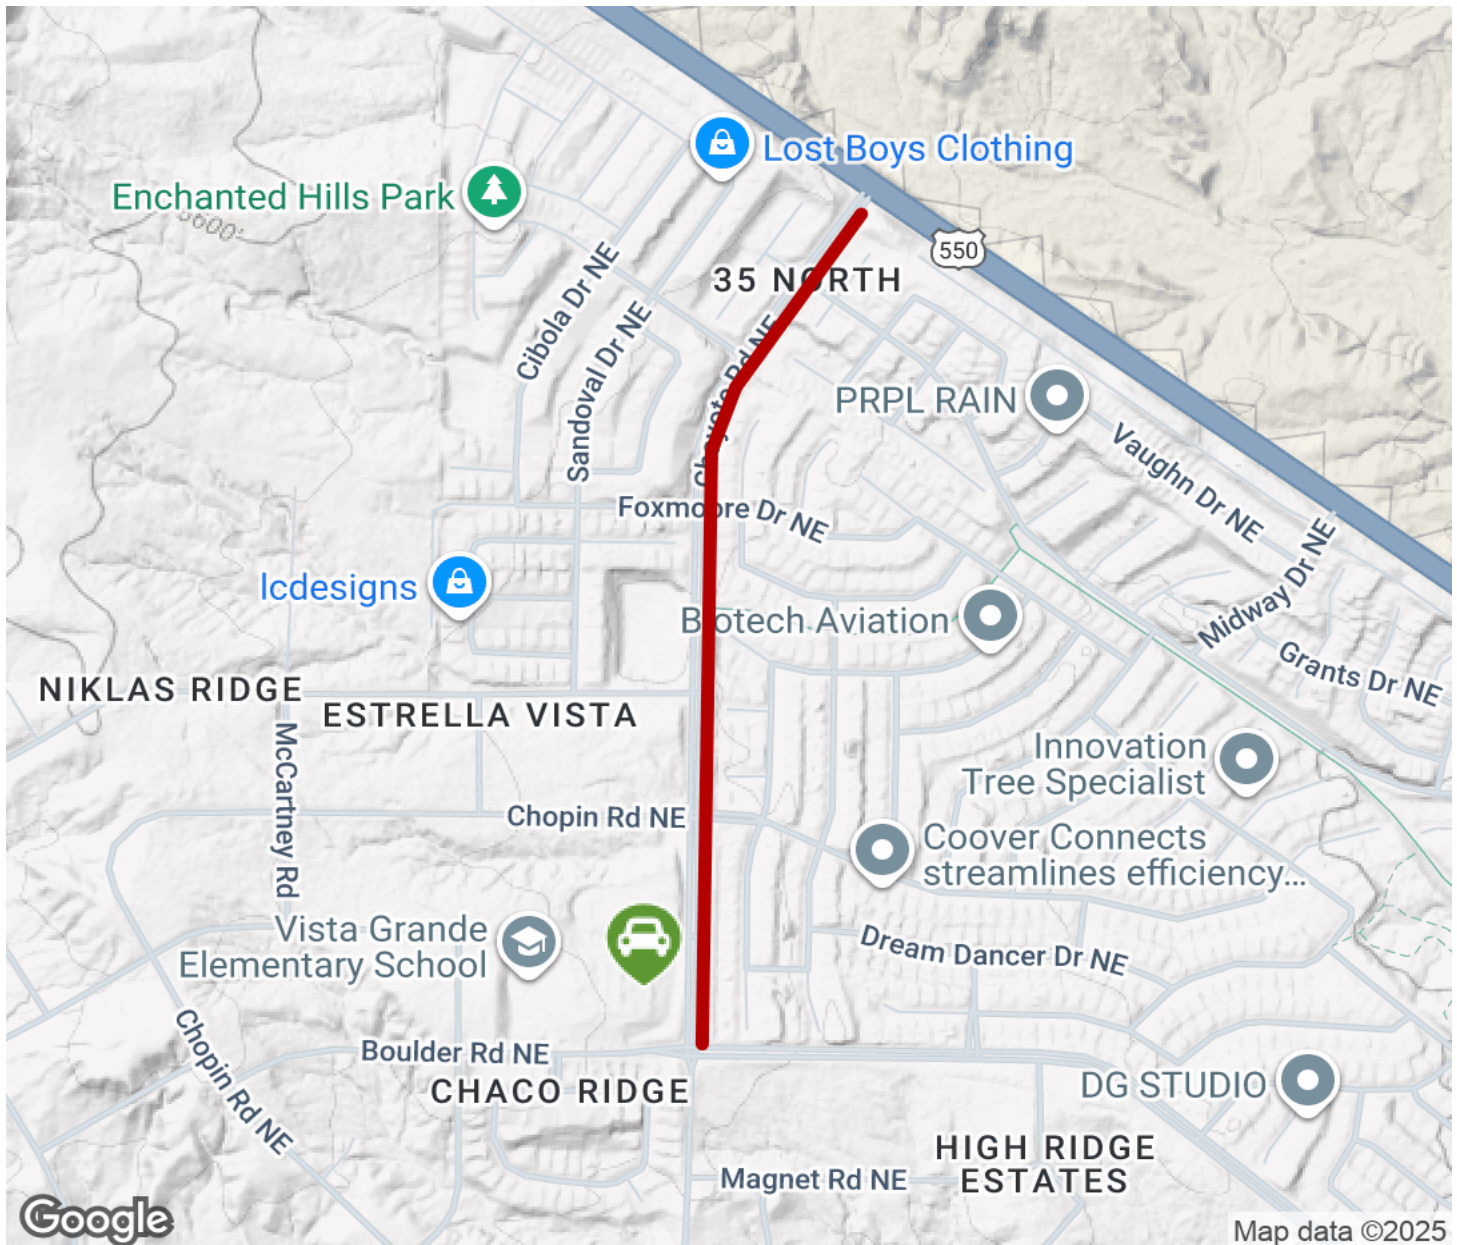 Lost Boys Clothing
Enchanted Hills Park
5600'
550
35 NORTH
Cibola Dr NE
Sandoval Dr NE
PRPL RAIN
Vaughn Dr NE
Foxmoore Dr NE
Midway Dr NE
lcdesigns
Biotech Aviation
Grants Dr NE
NIKLAS RIDGE
ESTRELLA VISTA
McCartney Rd
Innovation
Tree Specialist
Chopin Rd NE
Coover Connects
streamlines efficiency...
Vista Grande
Elementary School
Dream Dancer Dr NE
Chopin Rd NE
Boulder Rd NE
CHACO RIDGE
DG STUDIO
HIGH RIDGE
ESTATES
Magnet Rd NE
Google
Map data ©2025